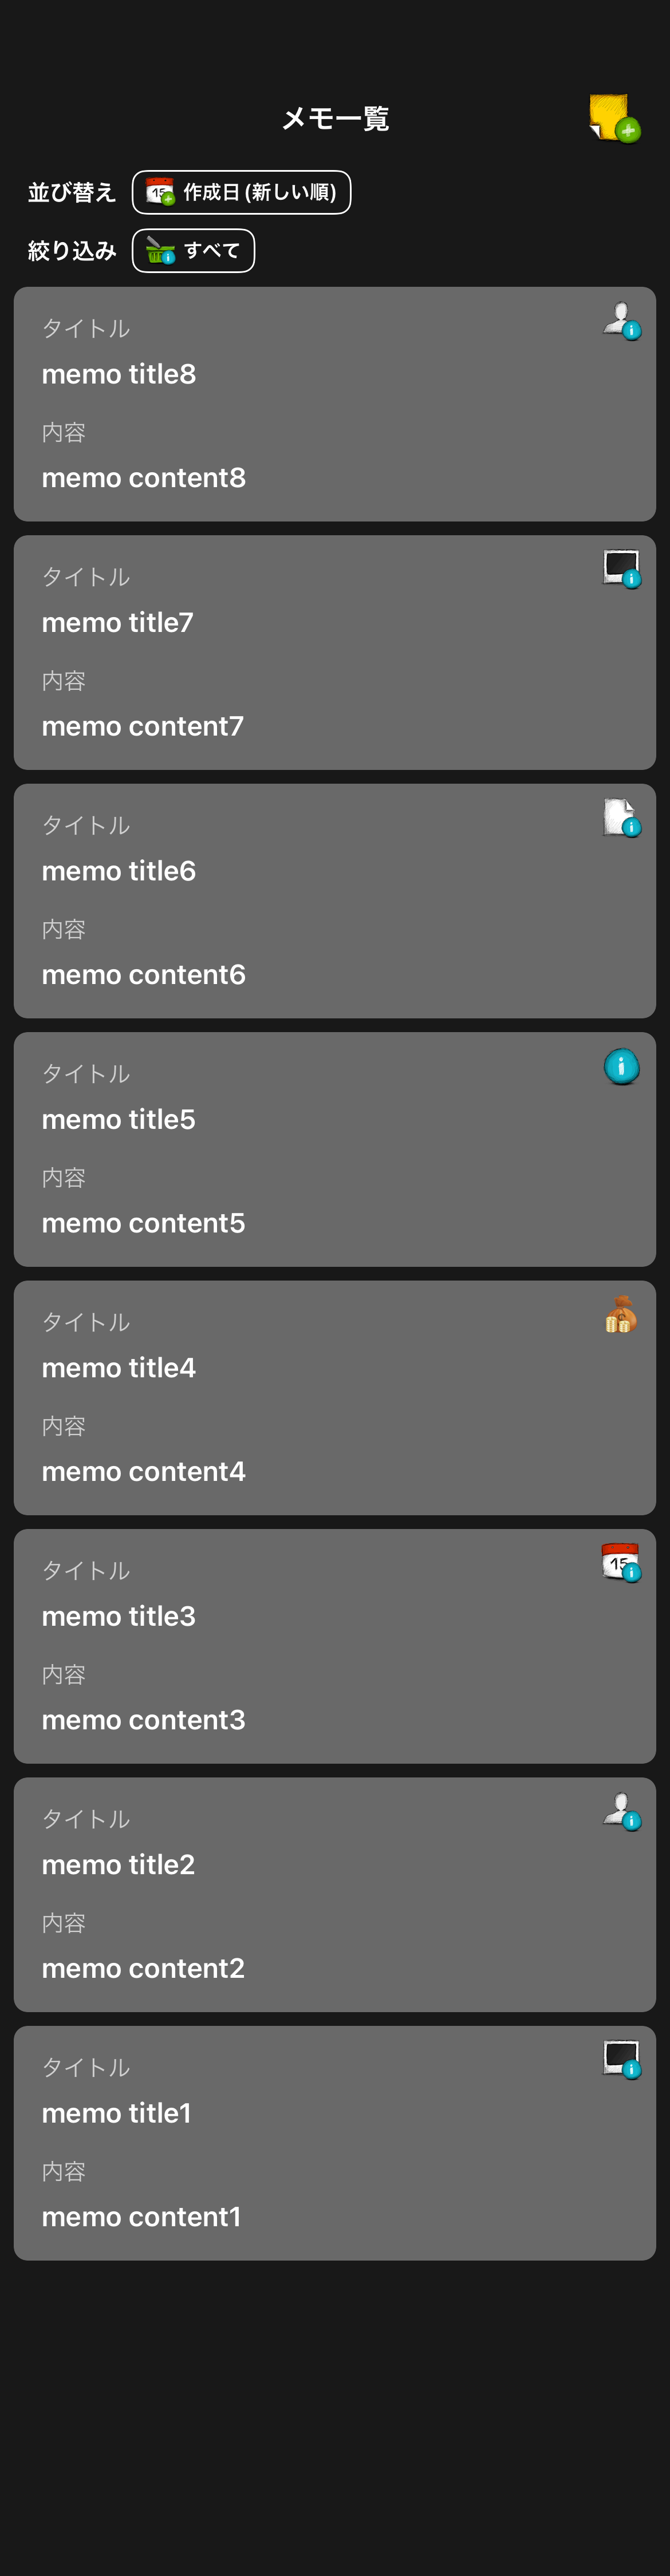 メモ一覧
並び替え 15 作成日 (新しい順)
絞り込み i すべて
i
タイトル
memo title8
内容
memo content8
i
タイトル
memo title7
内容
memo content7
i
タイトル
memo title6
内容
memo content6
i
タイトル
memo title5
内容
memo content5
タイトル
memo title4
内容
memo content4
15 i
タイトル
memo title3
内容
memo content3
i
タイトル
memo title2
内容
memo content2
i
タイトル
memo title1
内容
memo content1